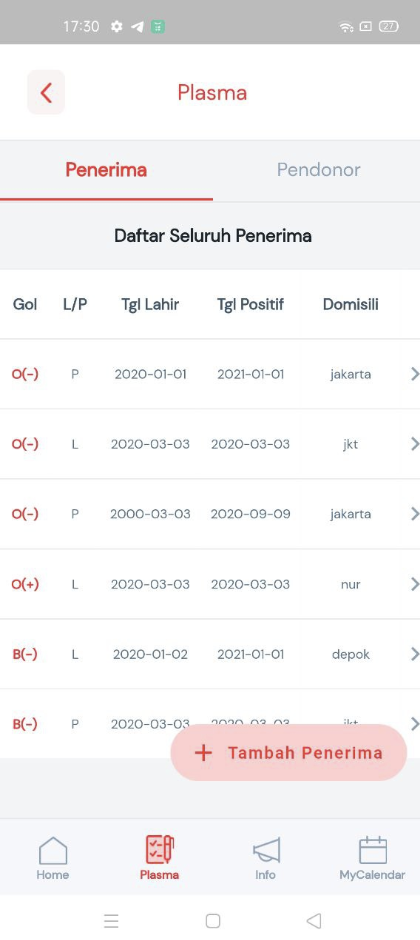 17:30 27
Plasma
Penerima Pendonor
Daftar Seluruh Penerima
Gol L/P Tgl Lahir Tgl Positif Domisili
O(-) P 2020-01-01 2021-01-01 jakarta
O(-) L 2020-03-03 2020-03-03 jkt
O(-) P 2000-03-03 2020-09-09 jakarta
O(+) L 2020-03-03 2020-03-03 nur
B(-) L 2020-01-02 2021-01-01 depok
B(-) P 2020-03-03 2020-03-03 jkt
+ Tambah Penerima
Home Plasma Info MyCalendar